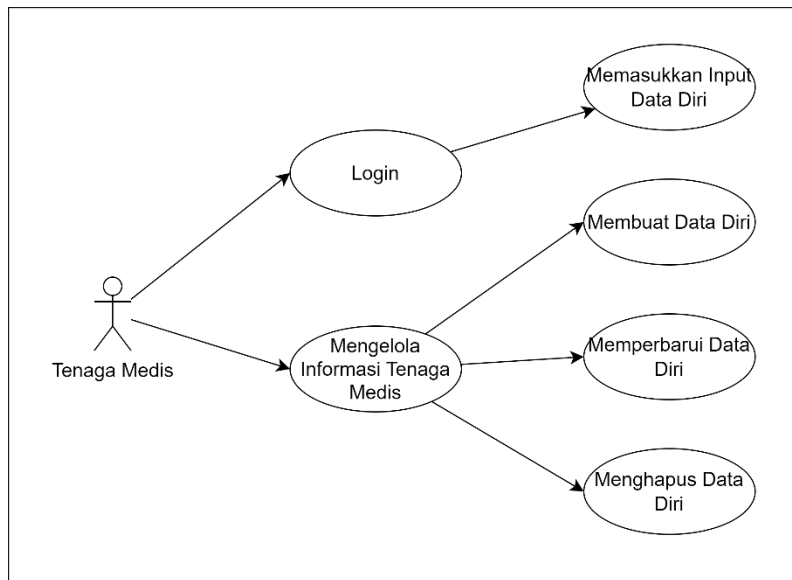 Memasukkan Input
Data Diri
Login
Membuat Data Diri
Tenaga Medis
Mengelola
Informasi Tenaga
Medis
Memperbarui Data
Diri
Menghapus Data
Diri